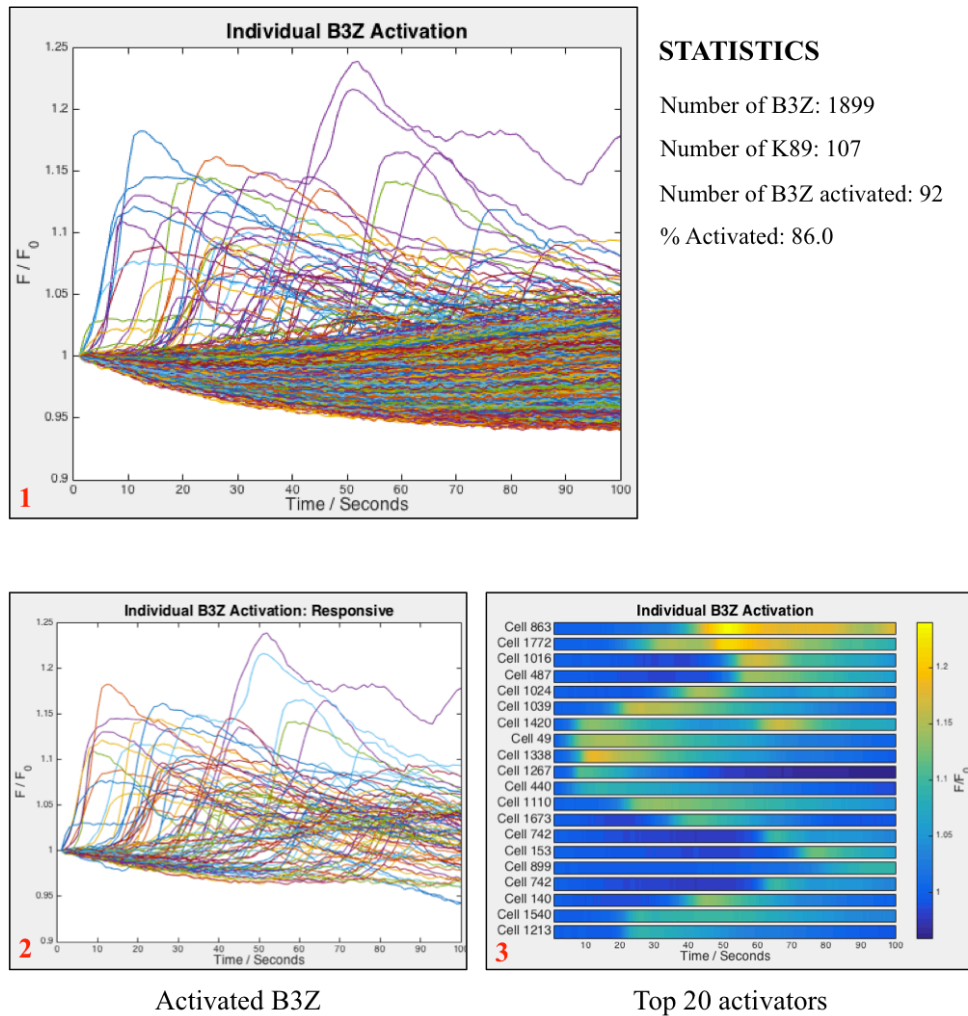 Individual B3Z Activation
1.25
1.2
1.15
1.1
1.05
1
0.95
0.9
F / F0
0 10 20 30 40 50 60 70 80 90 100
Time / Seconds
1
STATISTICS
Number of B3Z: 1899
Number of K89: 107
Number of B3Z activated: 92
% Activated: 86.0
Individual B3Z Activation: Responsive
1.25
1.2
1.15
1.1
1.05
1
0.95
0.9
F / F0
0 10 20 30 40 50 60 70 80 90 100
Time / Seconds
2
Activated B3Z
Individual B3Z Activation
Cell 863
Cell 1772
Cell 1016
Cell 487
Cell 1024
Cell 1039
Cell 1420
Cell 49
Cell 1338
Cell 1267
Cell 440
Cell 1110
Cell 1673
Cell 742
Cell 153
Cell 899
Cell 742
Cell 140
Cell 1540
Cell 1213
10 20 30 40 50 60 70 80 90 100
Time / Seconds
1.2
1.15
1.1
1.05
1
F/F0
3
Top 20 activators